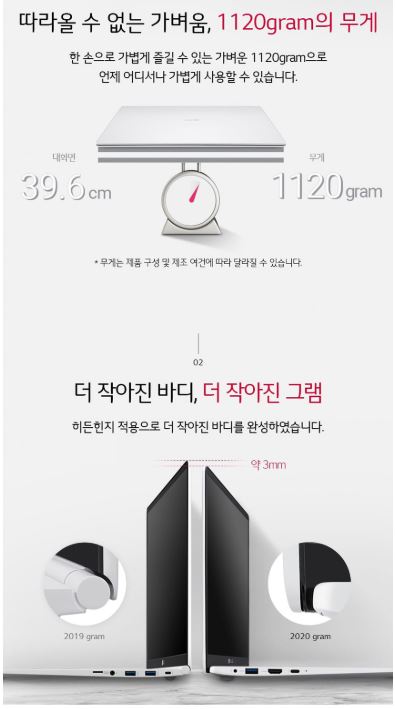 따라올 수 없는 가벼움, 1120gram의 무게
한 손으로 가볍게 즐길 수 있는 가벼운 1120gram으로
언제 어디서나 가볍게 사용할 수 있습니다.
대화면
39.6cm
무게
1120gram
* 무게는 제품 구성 및 제조 여건에 따라 달라질 수 있습니다.
02
더 작아진 바디, 더 작아진 그램
히든힌지 적용으로 더 작아진 바디를 완성하였습니다.
약 3mm
2019 gram
2020 gram